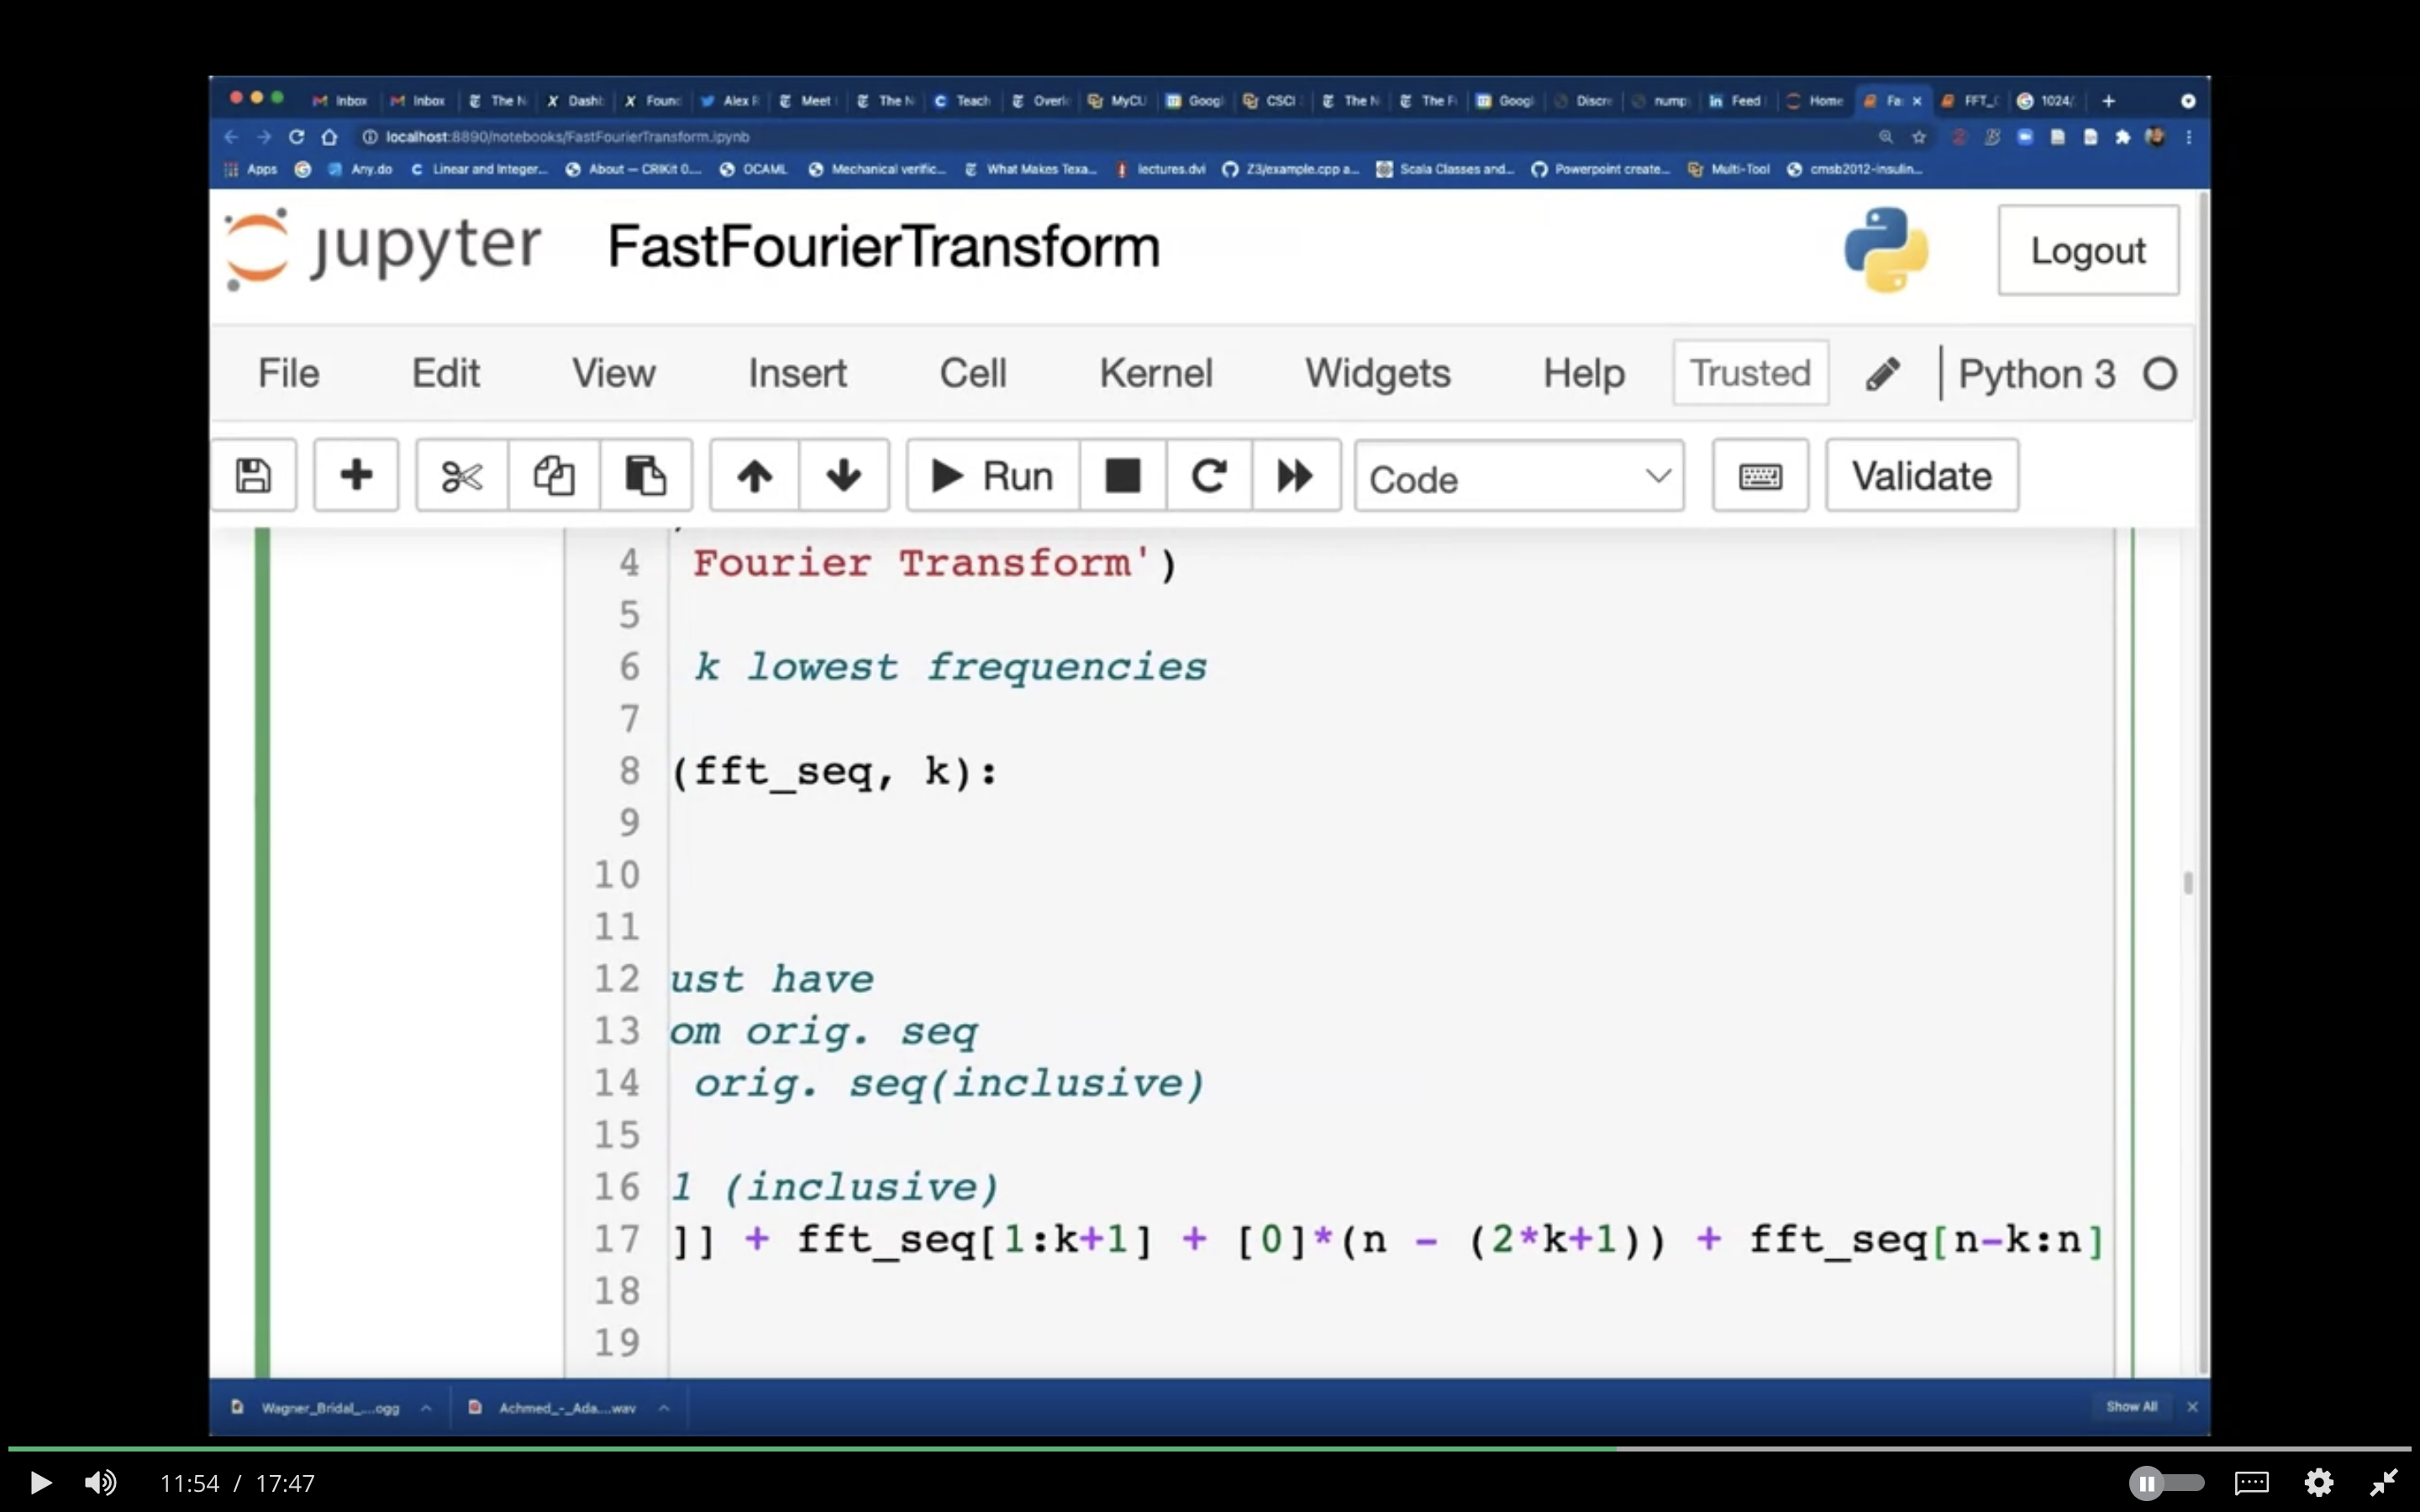 Inbox Inbox The N Dasht Found Alex R Meet The N Teach Overl MyCU Googl CSCI The N The Fi Googl Discre nump Feed Home Fa FFT_C 1024/
localhost:8890/notebooks/FastFourierTransform.ipynb
Apps Any.do Linear and Integer... About — CRIKit 0.... OCAML Mechanical verific... What Makes Texa... lectures.dvi Z3/example.cpp a... Scala Classes and... Powerpoint create... Multi-Tool cmsb2012-insulin...
jupyter FastFourierTransform Logout
File Edit View Insert Cell Kernel Widgets Help Trusted Python 3
Run Code Validate
4 Fourier Transform')
5
6 k lowest frequencies
7
8 (fft_seq, k):
9
10
11
12 ust have
13 om orig. seq
14 orig. seq(inclusive)
15
16 1 (inclusive)
17 ]] + fft_seq[1:k+1] + [0]*(n - (2*k+1)) + fft_seq[n-k:n]
18
19
Wagner_Bridal_....ogg Achmed_-_Ada....wav Show All
11:54 / 17:47